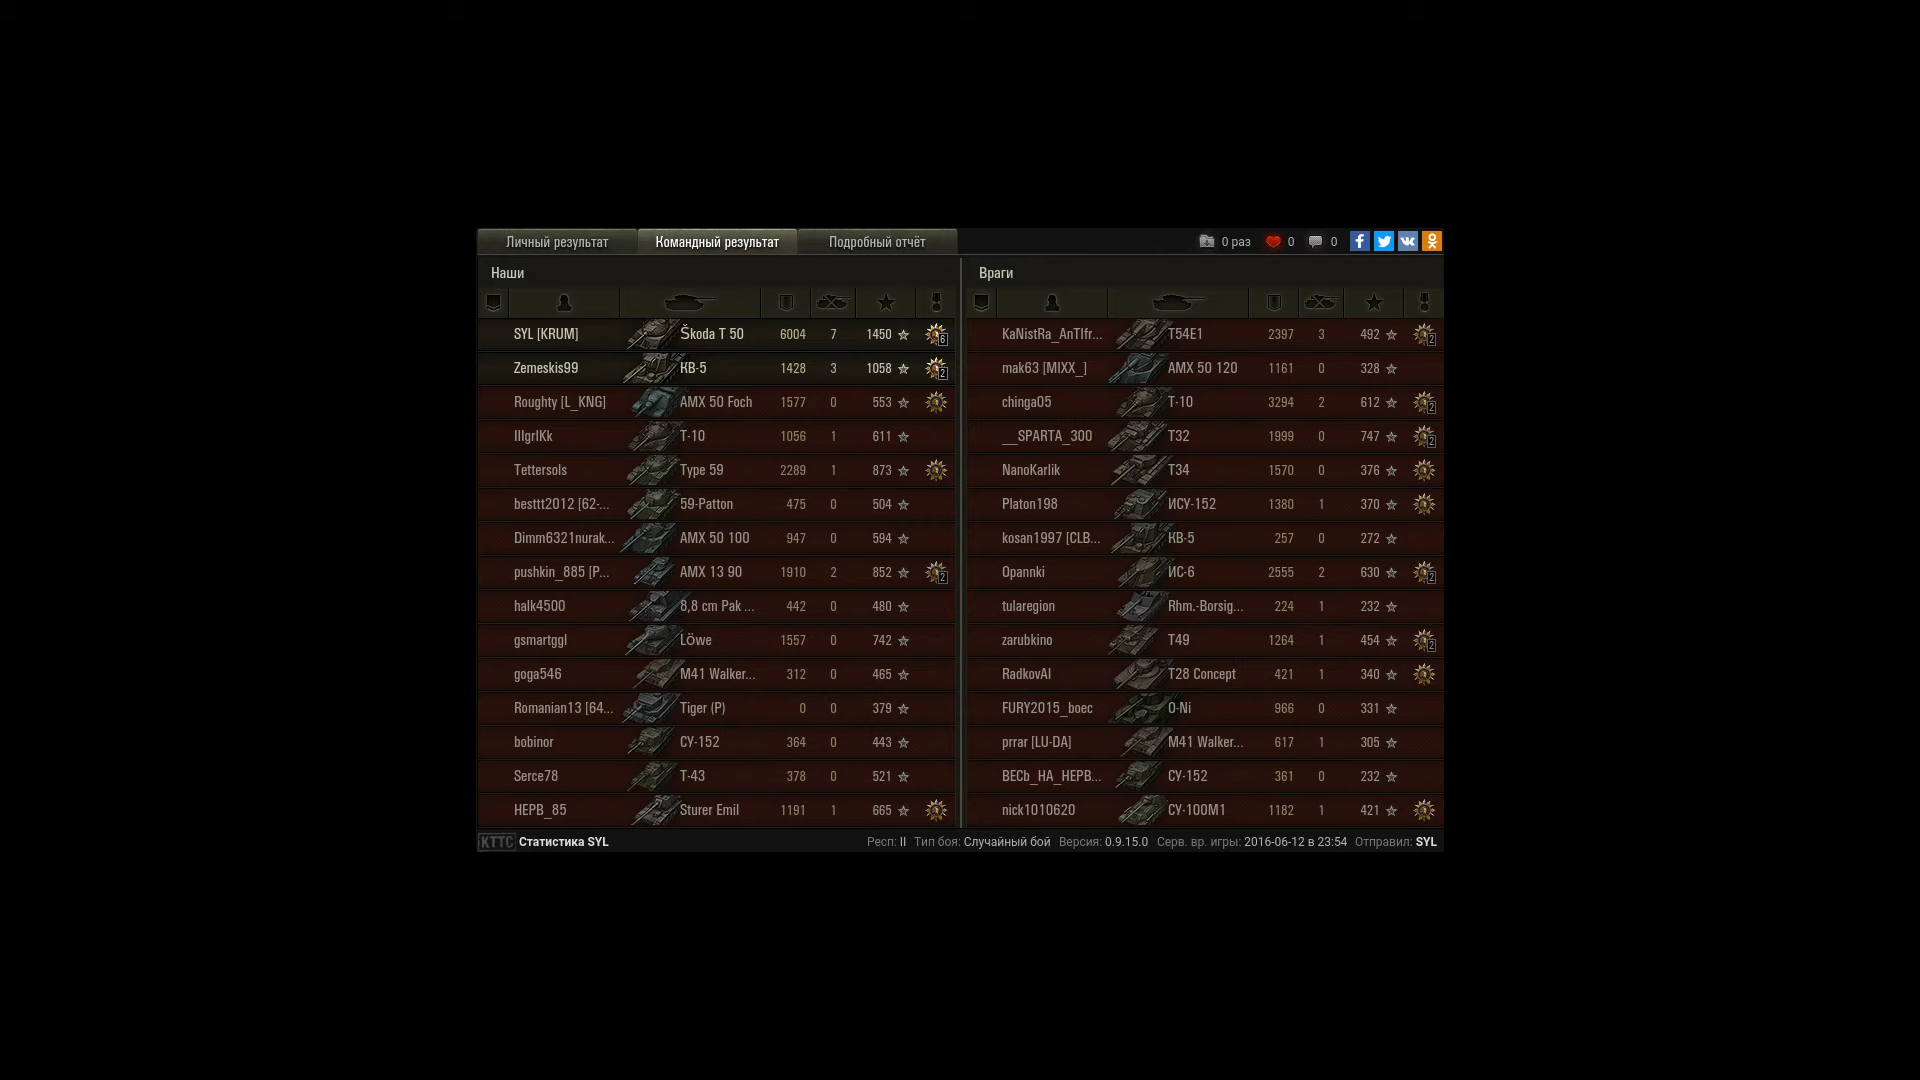 Личный результат Командный результат Подробный отчёт 0 раз 0 0
Наши Враги
SYL [KRUM] Škoda T 50 6004 7 1450 6 KaNistRa_AnTIfr... T54E1 2397 3 492 2
Zemeskis99 КВ-5 1428 3 1058 2 mak63 [MIXX_] AMX 50 120 1161 0 328
Roughty [L_KNG] AMX 50 Foch 1577 0 553 chinga05 Т-10 3294 2 612 2
IIIgrIKk Т-10 1056 1 611 __SPARTA_300 T32 1999 0 747 2
Tettersols Type 59 2289 1 873 NanoKarlik T34 1570 0 376
besttt2012 [62-... 59-Patton 475 0 504 Platon198 ИСУ-152 1380 1 370
Dimm6321nurak... AMX 50 100 947 0 594 kosan1997 [CLB... КВ-5 257 0 272
pushkin_885 [P... AMX 13 90 1910 2 852 2 Opannki ИС-6 2555 2 630 2
halk4500 8,8 cm Pak ... 442 0 480 tularegion Rhm.-Borsig... 224 1 232
gsmartggl Löwe 1557 0 742 zarubkino T49 1264 1 454 2
goga546 M41 Walker... 312 0 465 RadkovAl T28 Concept 421 1 340
Romanian13 [64... Tiger (P) 0 0 379 FURY2015_boec O-Ni 966 0 331
bobinor СУ-152 364 0 443 prrar [LU-DA] M41 Walker... 617 1 305
Serce78 Т-43 378 0 521 BECb_HA_HEPB... СУ-152 361 0 232
HEPB_85 Sturer Emil 1191 1 665 nick1010620 СУ-100М1 1182 1 421
КТТС Статистика SYL Респ: II Тип боя: Случайный бой Версия: 0.9.15.0 Серв. вр. игры: 2016-06-12 в 23:54 Отправил: SYL